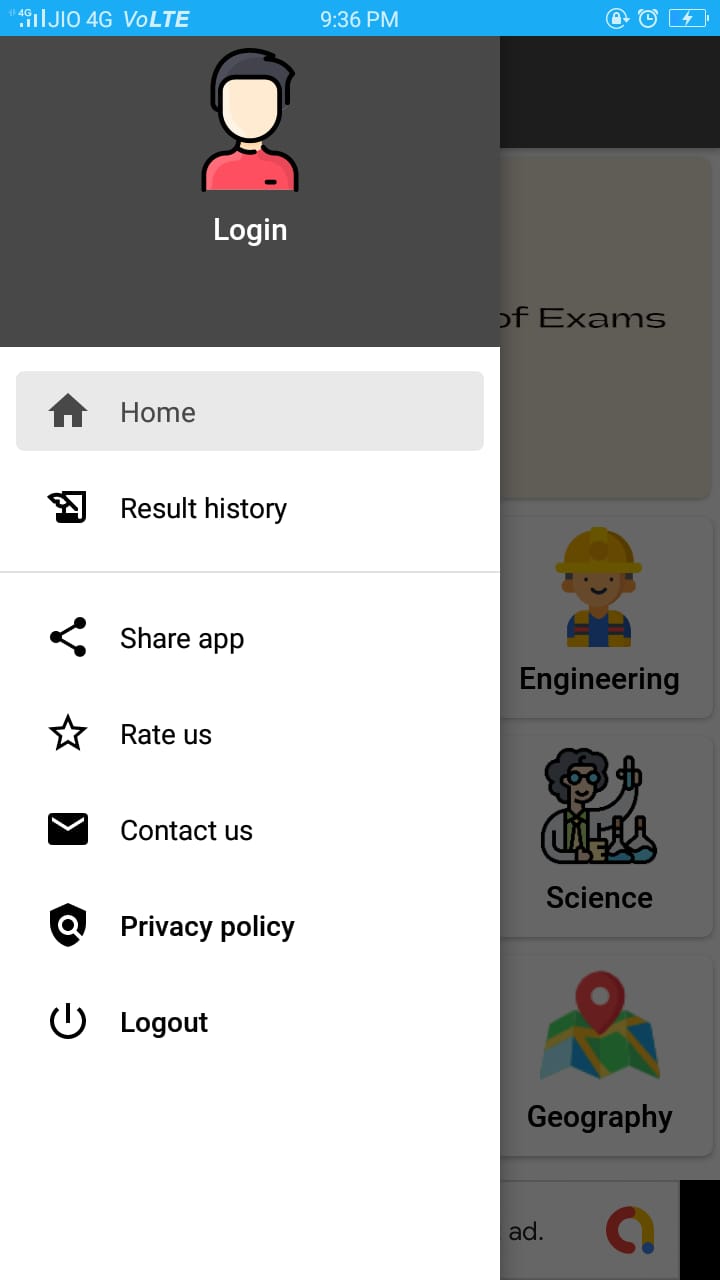 4G JIO 4G VoLTE 9:36 PM
Login
of Exams
Home
Result history
Engineering
Share app
Rate us
Contact us
Science
Privacy policy
Logout
Geography
ad.